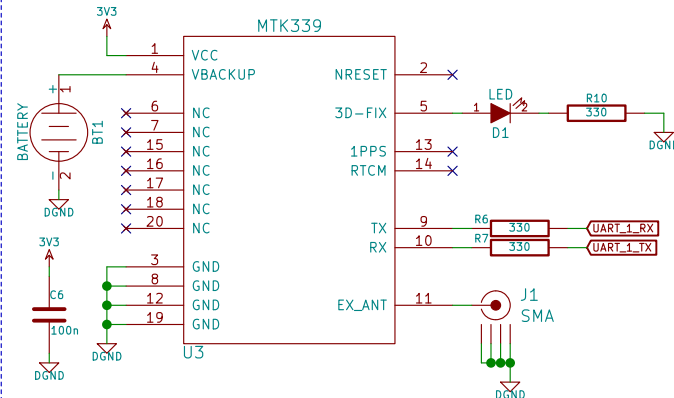 3V3
MTK339
1 VCC
4 VBACKUP
NRESET 2
+ 1
BATTERY
BT1
- 2
DGND
6 NC
7 NC
15 NC
16 NC
17 NC
18 NC
20 NC
3D-FIX 5
1 LED 2
D1
R10
330
DGND
1PPS 13
RTCM 14
TX 9
R6
330
UART_1_RX
RX 10
R7
330
UART_1_TX
3V3
C6
100n
DGND
3 GND
8 GND
12 GND
19 GND
DGND
U3
EX_ANT 11
J1
SMA
DGND